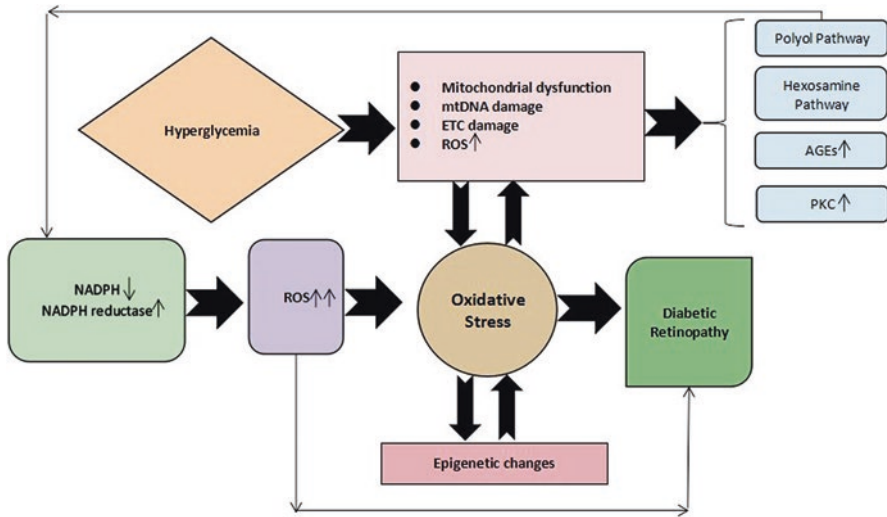 Polyol Pathway
Hexosamine
Pathway
AGEs↑
PKC↑
Hyperglycemia
● Mitochondrial dysfunction
● mtDNA damage
● ETC damage
● ROS↑
NADPH↓
NADPH reductase↑
ROS↑↑
Oxidative
Stress
Diabetic
Retinopathy
Epigenetic changes